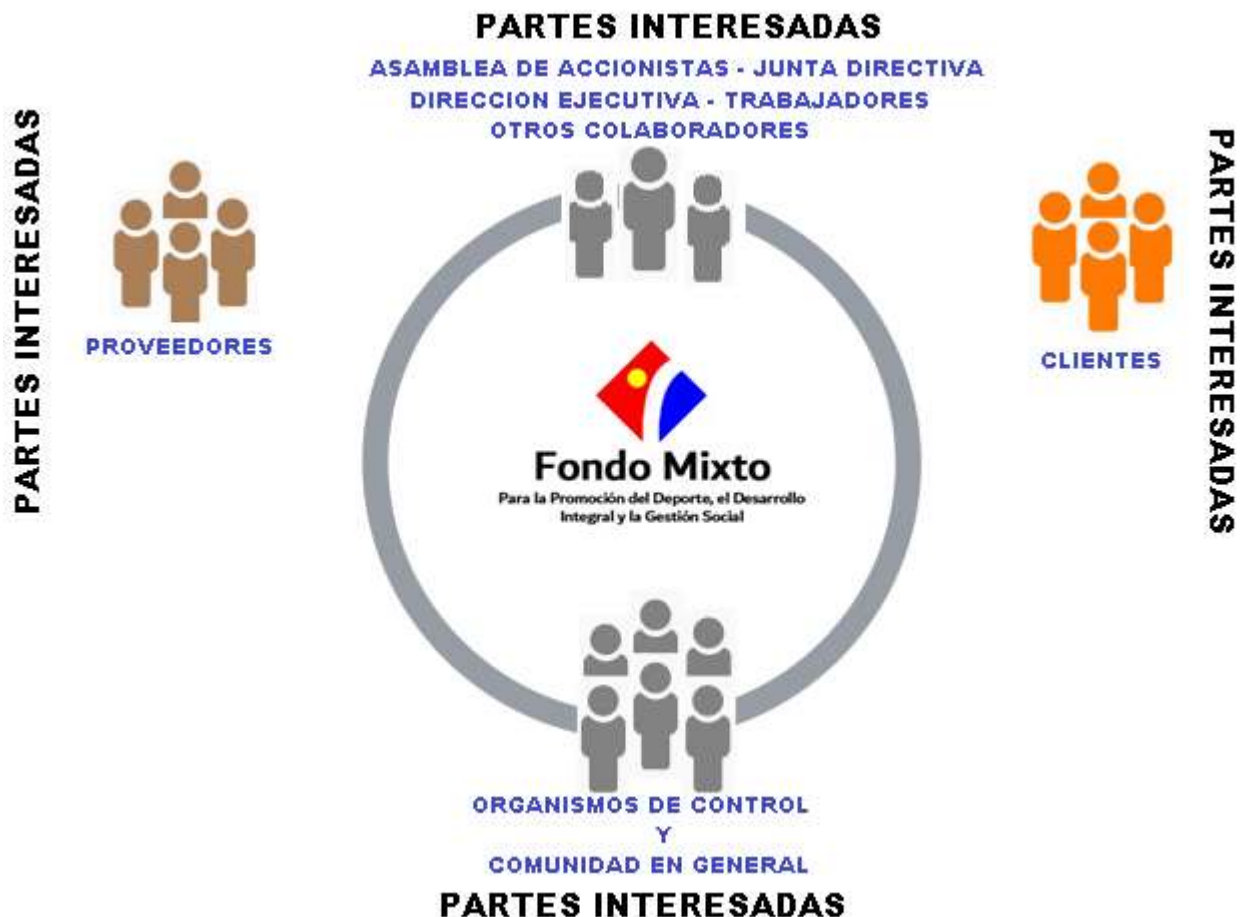 PARTES INTERESADAS
ASAMBLEA DE ACCIONISTAS - JUNTA DIRECTIVA
DIRECCION EJECUTIVA - TRABAJADORES
OTROS COLABORADORES
PARTES INTERESADAS
PROVEEDORES
PARTES INTERESADAS
CLIENTES
Fondo Mixto
Para la Promoción del Deporte, el Desarrollo
Integral y la Gestión Social
ORGANISMOS DE CONTROL
Y
COMUNIDAD EN GENERAL
PARTES INTERESADAS